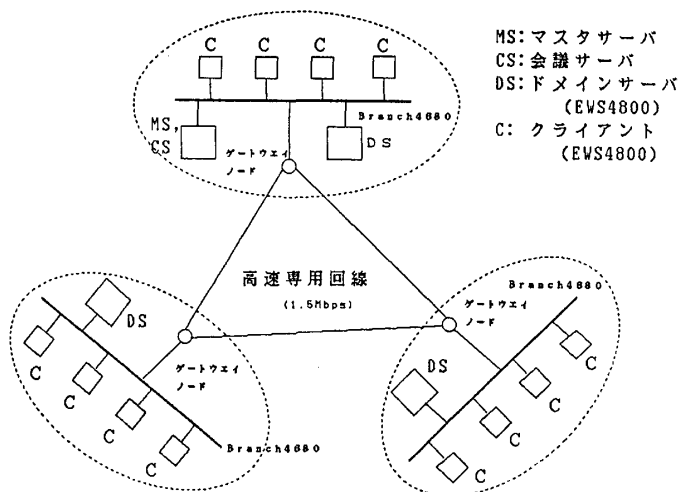 C C C C
MS:マスタサーバ
CS:会議サーバ
DS:ドメインサーバ
(EWS4800)
C: クライアント
(EWS4800)
Branch4680
MS,
CS
DS
ゲートウエイ
ノード
高速専用回線
(1.5Mbps)
Branch4680
DS
ゲートウエイ
ノード
C
C
C
C
Branch4680
ゲートウエイ
ノード
DS
C
C
C
C